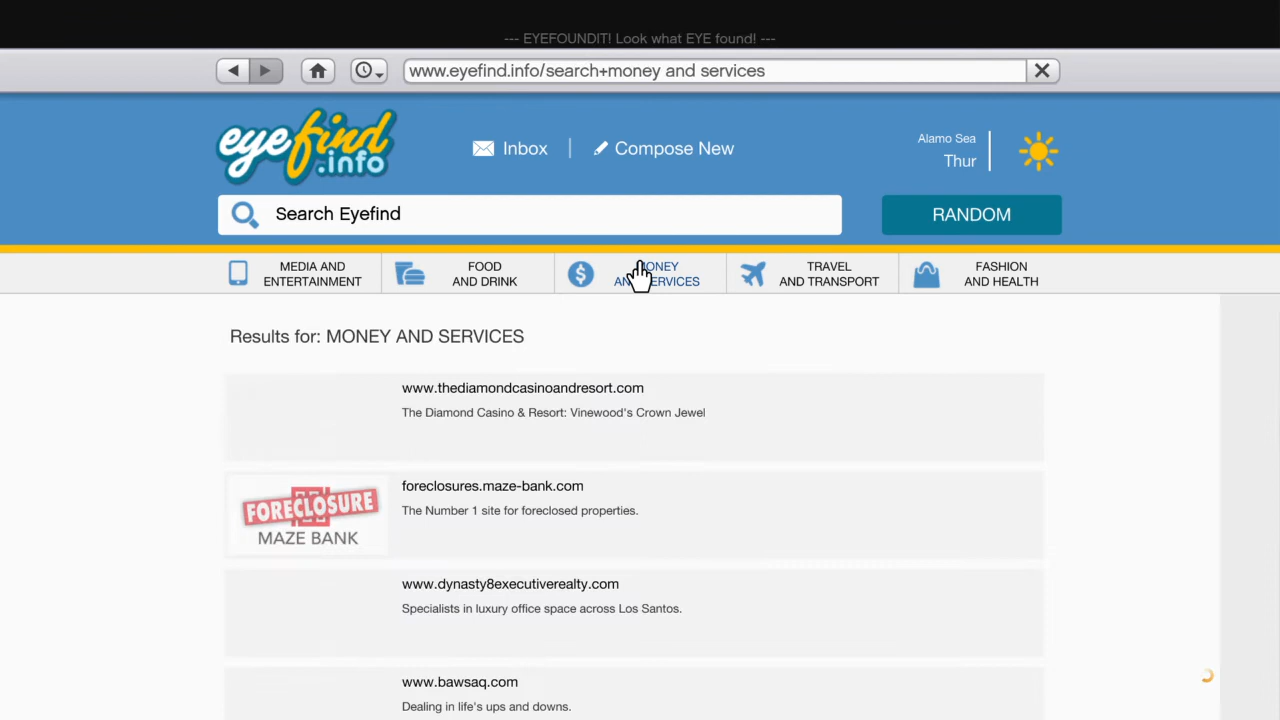 --- EYEFOUNDIT! Look what EYE found! ---
www.eyefind.info/search+money and services
eyefind
.info
Inbox
Compose New
Alamo Sea
Thur
Search Eyefind
RANDOM
MEDIA AND
ENTERTAINMENT
FOOD
AND DRINK
MONEY
AND SERVICES
TRAVEL
AND TRANSPORT
FASHION
AND HEALTH
Results for: MONEY AND SERVICES
www.thediamondcasinoandresort.com
The Diamond Casino & Resort: Vinewood's Crown Jewel
FORECLOSURE
MAZE BANK
foreclosures.maze-bank.com
The Number 1 site for foreclosed properties.
www.dynasty8executiverealty.com
Specialists in luxury office space across Los Santos.
www.bawsaq.com
Dealing in life's ups and downs.